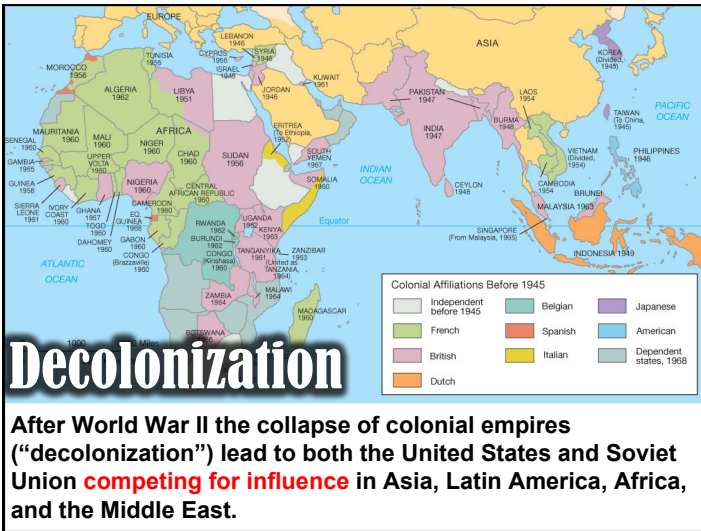 EUROPE
ASIA
AFRICA
PACIFIC
OCEAN
INDIAN
OCEAN
ATLANTIC
OCEAN
Equator
MOROCCO
1956
TUNISIA
1956
ALGERIA
1962
LIBYA
1951
LEBANON
1946
CYPRUS
SYRIA
1946
ISRAEL
JORDAN
1946
KUWAIT
1961
MAURITANIA
1960
MALI
1960
NIGER
1960
CHAD
1960
SUDAN
1956
ERITREA
(To Ethiopia,
1952)
SOUTH
YEMEN
1967
SENEGAL
1960
GAMBIA
1965
GUINEA
1958
SIERRA
LEONE
1961
IVORY
COAST
1960
UPPER
VOLTA
1960
GHANA
1957
TOGO
1960
DAHOMEY
1960
NIGERIA
1960
CAMEROON
1960
EQ.
GUINEA
1968
GABON
1960
CONGO
(Brazzaville)
1960
CENTRAL
AFRICAN REPUBLIC
1960
RWANDA
1962
BURUNDI
1962
CONGO
(Kinshasa)
1960
UGANDA
1962
KENYA
1963
SOMALIA
1960
TANGANYIKA
1961
(United as
TANZANIA,
1964)
ZANZIBAR
1963
MALAWI
1964
ZAMBIA
1964
BOTSWANA
MADAGASCAR
1960
PAKISTAN
1947
INDIA
1947
BURMA
1948
CEYLON
1948
LAOS
1954
VIETNAM
(Divided,
1954)
CAMBODIA
1954
KOREA
(Divided,
1945)
TAIWAN
(To China,
1945)
PHILIPPINES
1946
BRUNEI
MALAYSIA 1963
SINGAPORE
(From Malaysia, 1965)
INDONESIA 1949
Colonial Affiliations Before 1945
Independent
before 1945
French
British
Dutch
Belgian
Spanish
Italian
Japanese
American
Dependent
states, 1968
1000
Miles
Decolonization
After World War II the collapse of colonial empires
(“decolonization”) lead to both the United States and Soviet
Union competing for influence in Asia, Latin America, Africa,
and the Middle East.